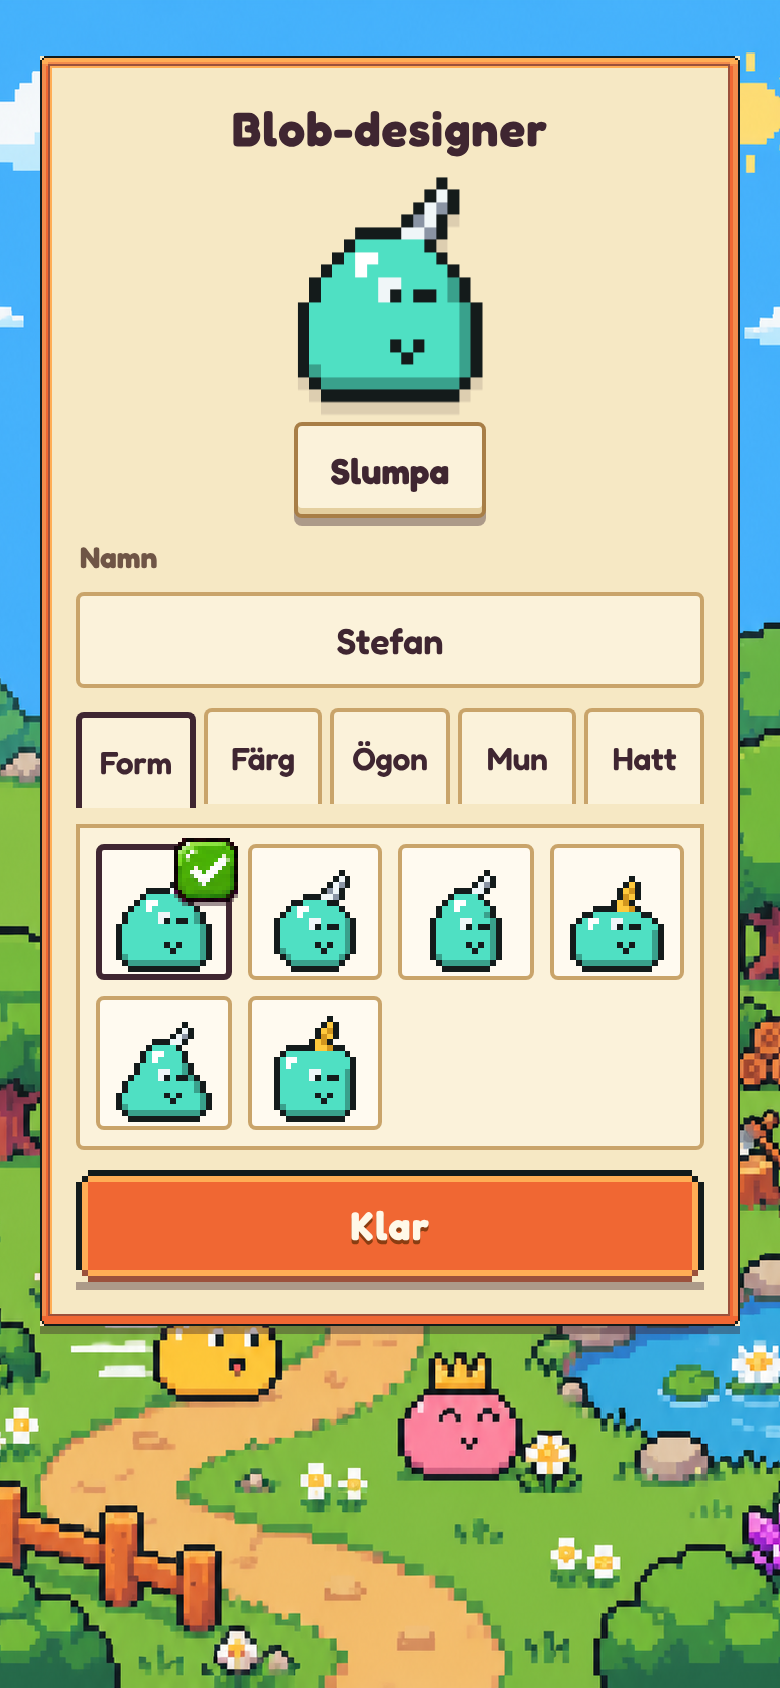 Blob-designer
Slumpa
Namn
Stefan
Form Färg Ögon Mun Hatt
Klar